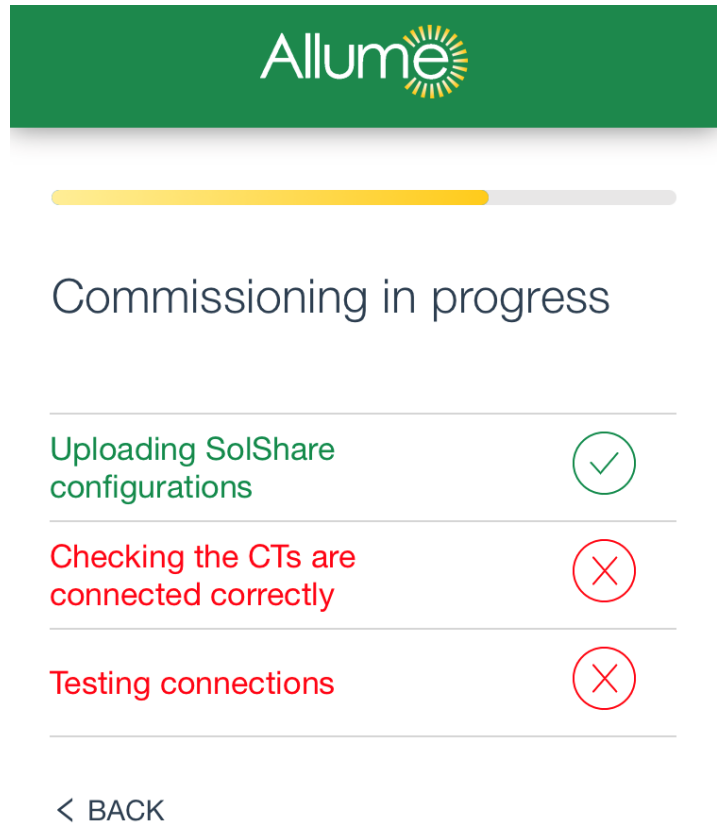 Allume
Commissioning in progress
Uploading SolShare
configurations
Checking the CTs are
connected correctly
Testing connections
< BACK